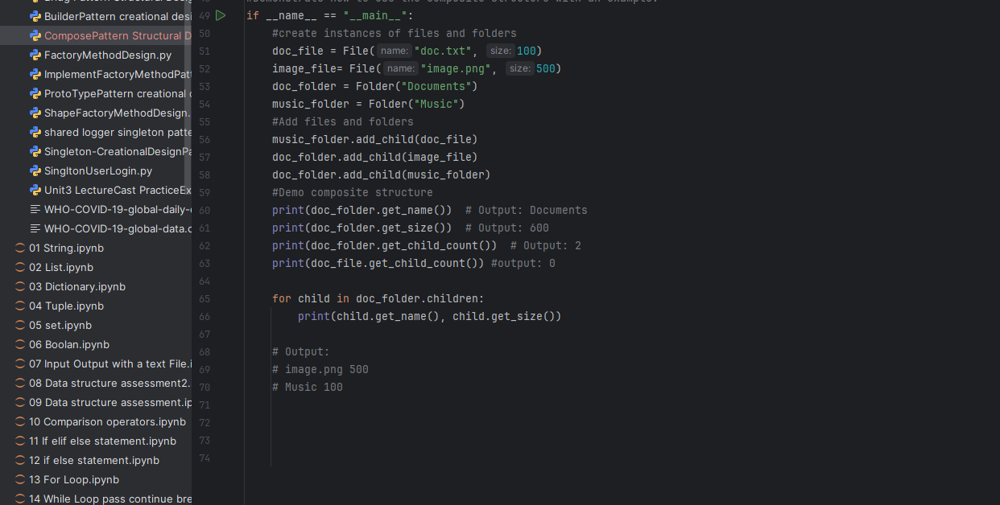 BuilderPattern creational desi
ComposePattern Structural D
FactoryMethodDesign.py
ImplementFactoryMethodPatt
ProtoTypePattern creational
ShapeFactoryMethodDesign.
shared logger singleton patte
Singleton-CreationalDesignPa
SingltonUserLogin.py
Unit3 LectureCast PracticeEx
WHO-COVID-19-global-daily-
WHO-COVID-19-global-data.c
01 String.ipynb
02 List.ipynb
03 Dictionary.ipynb
04 Tuple.ipynb
05 set.ipynb
06 Boolan.ipynb
07 Input Output with a text File.i
08 Data structure assessment2.
09 Data structure assessment.ip
10 Comparison operators.ipynb
11 If elif else statement.ipynb
12 if else statement.ipynb
13 For Loop.ipynb
14 While Loop pass continue bre
49 if __name__ == "__main__":
50 #create instances of files and folders
51 doc_file = File( name: "doc.txt", size: 100)
52 image_file= File( name: "image.png", size: 500)
53 doc_folder = Folder("Documents")
54 music_folder = Folder("Music")
55 #Add files and folders
56 music_folder.add_child(doc_file)
57 doc_folder.add_child(image_file)
58 doc_folder.add_child(music_folder)
59 #Demo composite structure
60 print(doc_folder.get_name()) # Output: Documents
61 print(doc_folder.get_size()) # Output: 600
62 print(doc_folder.get_child_count()) # Output: 2
63 print(doc_file.get_child_count()) #output: 0
64
65 for child in doc_folder.children:
66 print(child.get_name(), child.get_size())
67
68 # Output:
69 # image.png 500
70 # Music 100
71
72
73
74